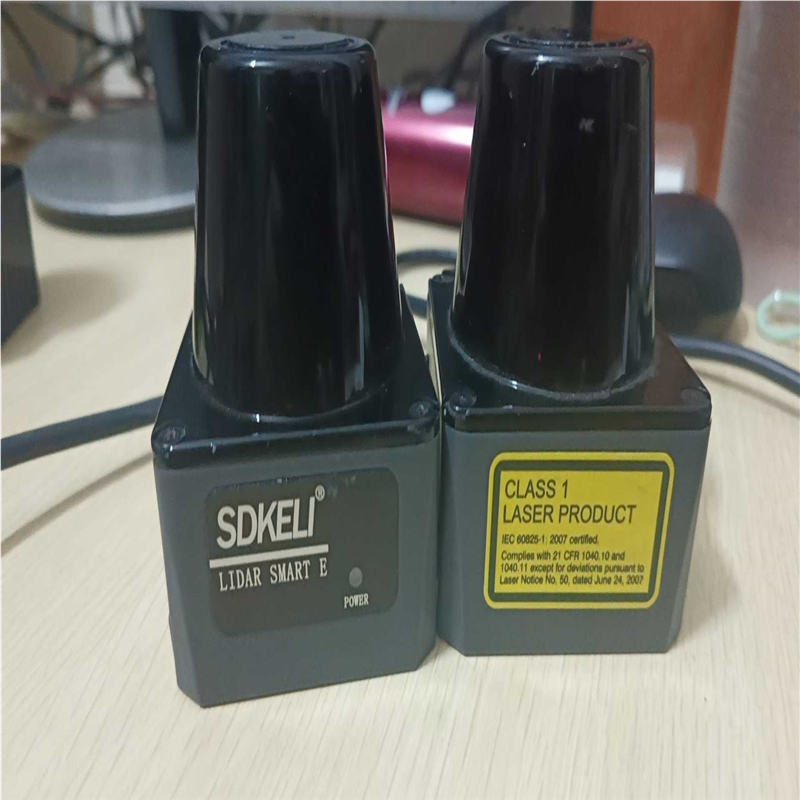 SDKELI®
LIDAR SMART E
POWER
CLASS 1
LASER PRODUCT
IEC 60825-1; 2007 certified.
Complies with 21 CFR 1040.10 and
1040.11 except for deviations pursuant to
Laser Notice No. 50, dated June 24, 2007